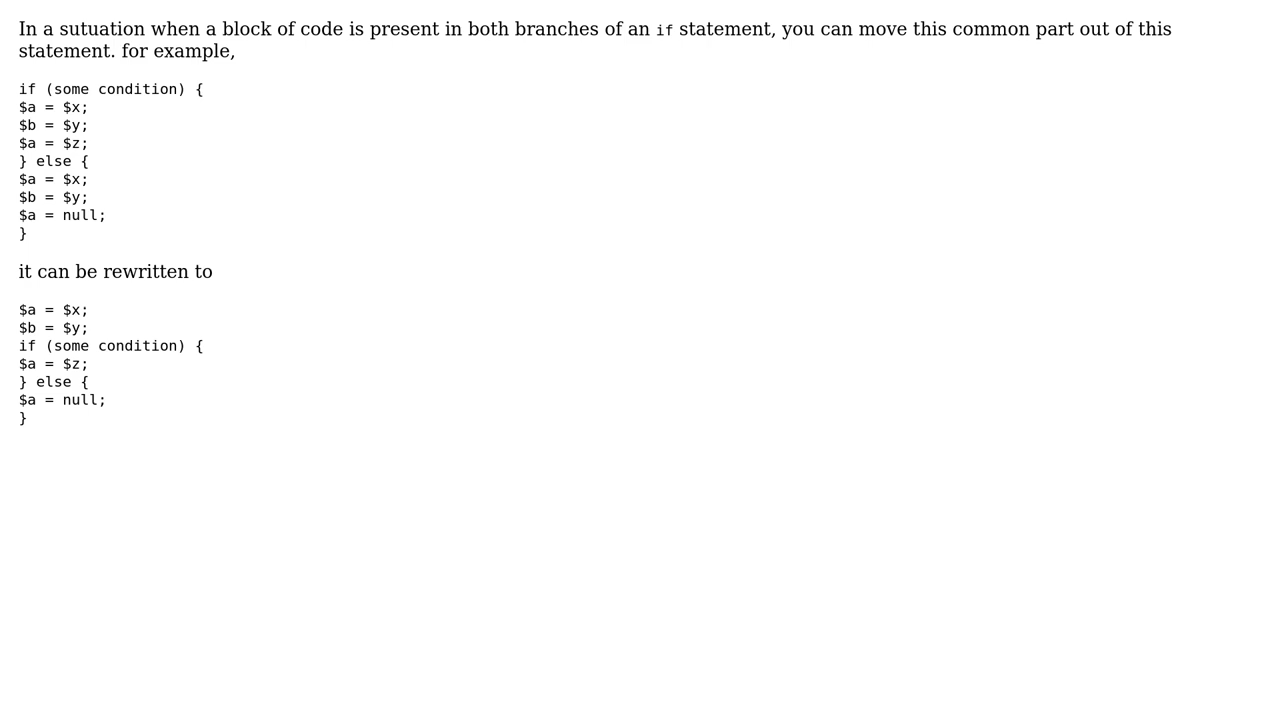 In a sutuation when a block of code is present in both branches of an if statement, you can move this common part out of this
statement. for example,
if (some condition) {
$a = $x;
$b = $y;
$a = $z;
} else {
$a = $x;
$b = $y;
$a = null;
}
it can be rewritten to
$a = $x;
$b = $y;
if (some condition) {
$a = $z;
} else {
$a = null;
}